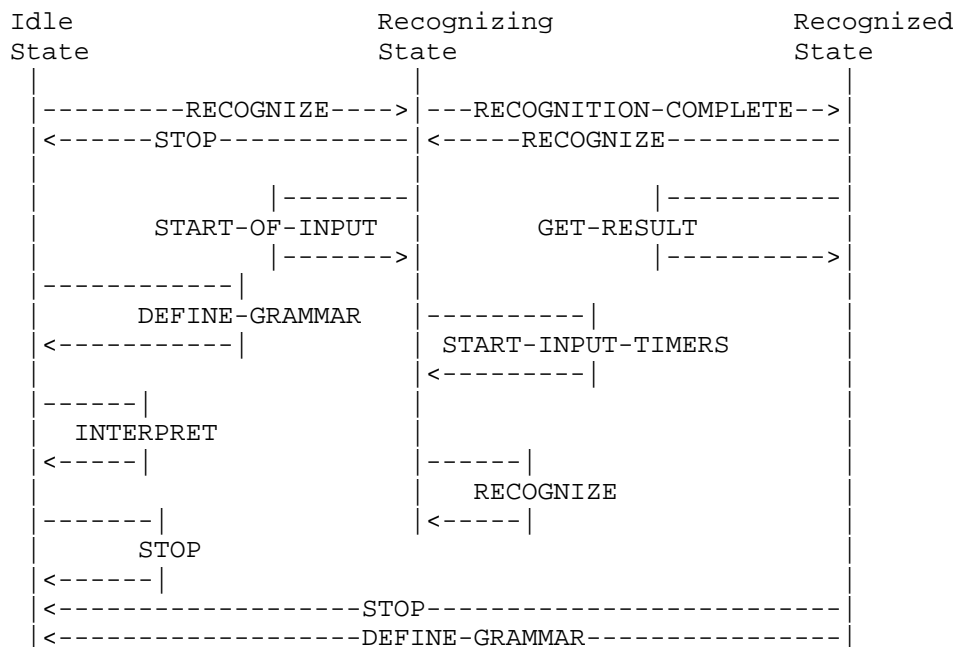 Idle Recognizing Recognized
State State State
RECOGNIZE RECOGNITION-COMPLETE
STOP RECOGNIZE
START-OF-INPUT GET-RESULT
DEFINE-GRAMMAR
START-INPUT-TIMERS
INTERPRET
RECOGNIZE
STOP
STOP
DEFINE-GRAMMAR